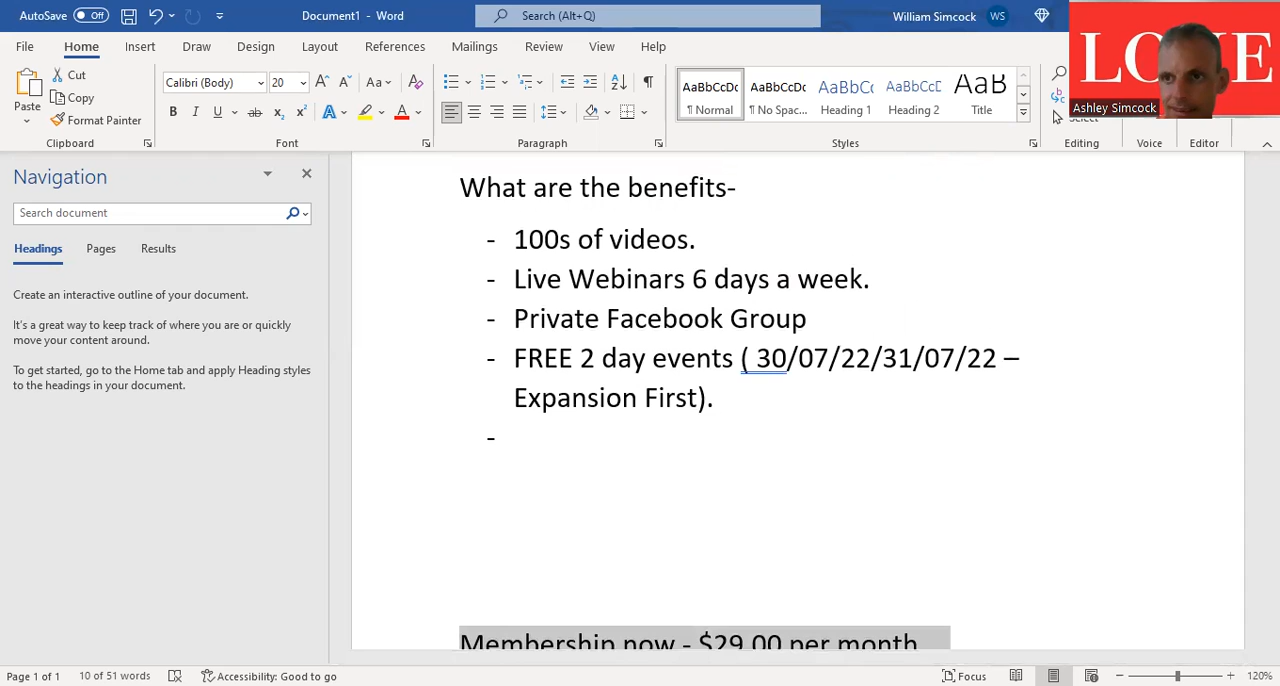 AutoSave Off
Document1 - Word
Search (Alt+Q)
William Simcock WS
File Home Insert Draw Design Layout References Mailings Review View Help
Paste
Cut
Copy
Format Painter
Clipboard
Calibri (Body) 20
Aa
B I U ab x₂ x² A A
Font
Paragraph
AaBbCcDc AaBbCcDc AaBbCc AaBbCcD AaB
¶ Normal ¶ No Spac... Heading 1 Heading 2 Title
Styles
Select
Editing
Voice
Editor
LOVE
Ashley Simcock
Navigation
Search document
Headings Pages Results
Create an interactive outline of your document.
It's a great way to keep track of where you are or quickly
move your content around.
To get started, go to the Home tab and apply Heading styles
to the headings in your document.
What are the benefits-
- 100s of videos.
- Live Webinars 6 days a week.
- Private Facebook Group
- FREE 2 day events ( 30/07/22/31/07/22 –
Expansion First).
-
Membership now - $29.00 per month
Page 1 of 1 10 of 51 words Accessibility: Good to go Focus 120%